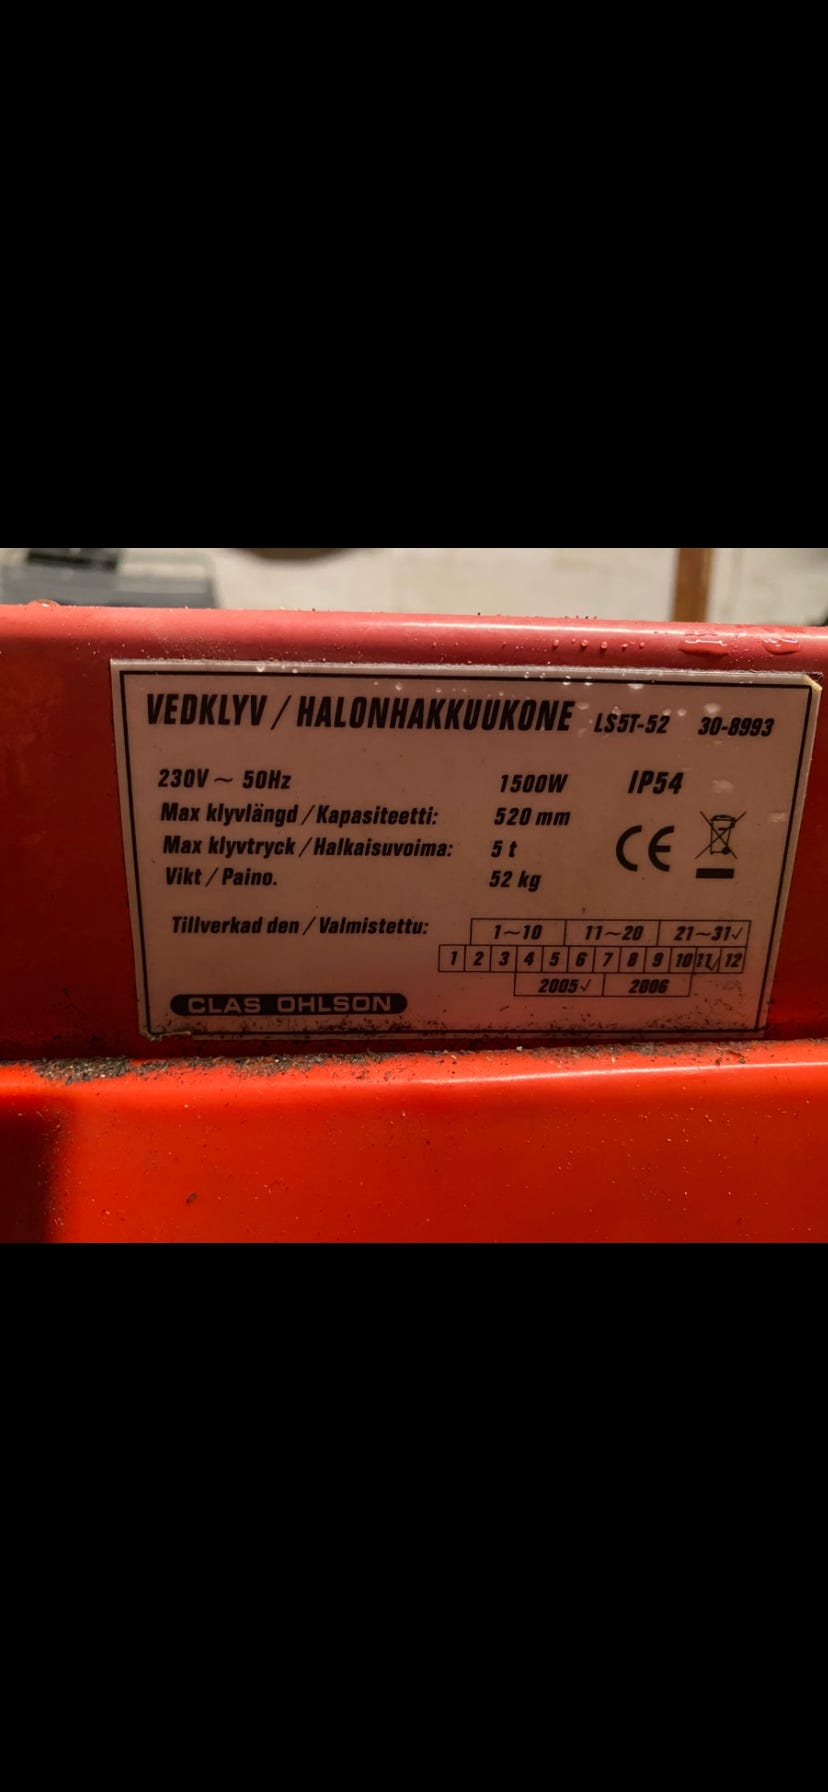 VEDKLYV / HALONHAKKUUKONE LS5T-52 30-8993
230V ~ 50Hz 1500W IP54
Max klyvlängd / Kapasiteetti: 520 mm
Max klyvtryck / Halkaisuvoima: 5 t
CE
Vikt / Paino. 52 kg
Tillverkad den / Valmistettu: 1~10 11~20 21~31✓
1 2 3 4 5 6 7 8 9 10 11✓ 12
2005✓ 2006
CLAS OHLSON